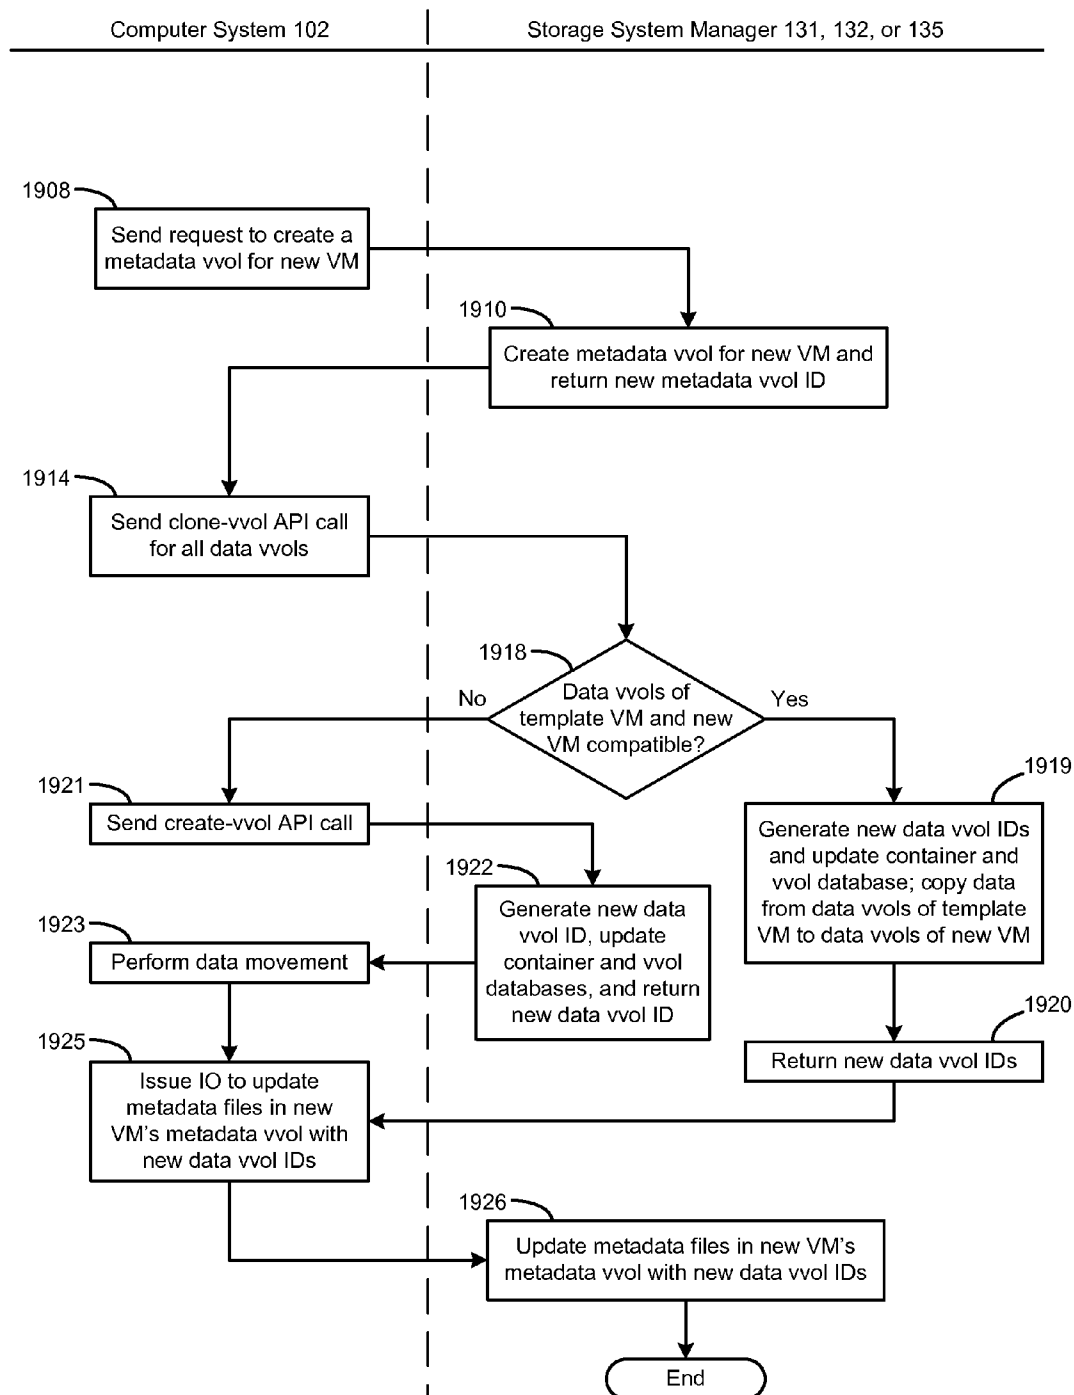 Computer System 102
Storage System Manager 131, 132, or 135
1908
Send request to create a
metadata vvol for new VM
1910
Create metadata vvol for new VM and
return new metadata vvol ID
1914
Send clone-vvol API call
for all data vvols
1918
No
Data vvols of
template VM and new
VM compatible?
Yes
1921
Send create-vvol API call
1919
Generate new data vvol IDs
and update container and
vvol database; copy data
from data vvols of template
VM to data vvols of new VM
1922
Generate new data
vvol ID, update
container and vvol
databases, and return
new data vvol ID
1923
Perform data movement
1920
Return new data vvol IDs
1925
Issue IO to update
metadata files in new
VM's metadata vvol with
new data vvol IDs
1926
Update metadata files in new VM's
metadata vvol with new data vvol IDs
End